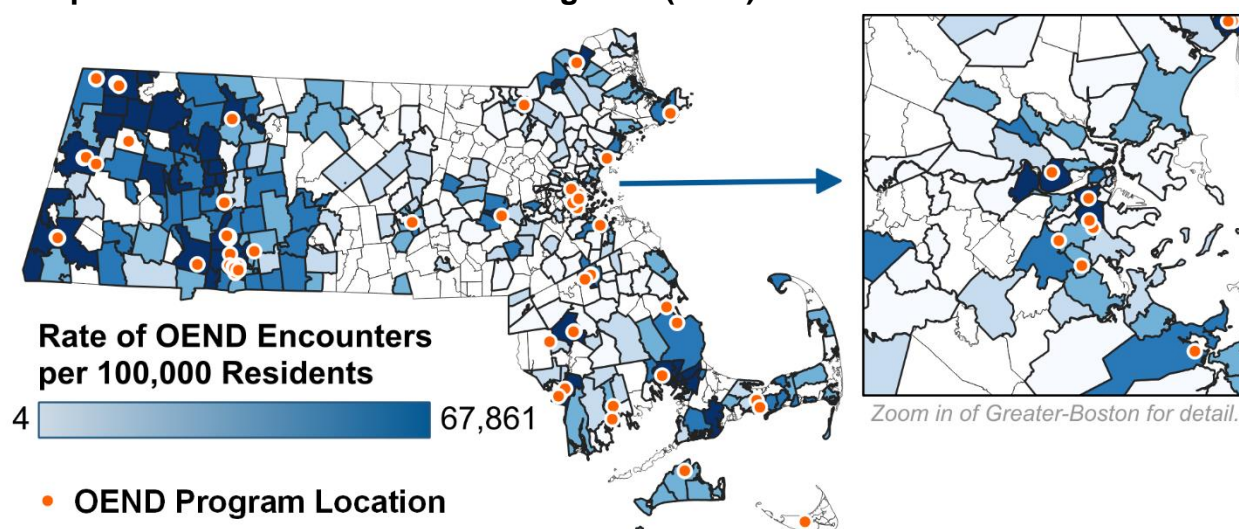 Rate of OEND Encounters
per 100,000 Residents
4
67,861
OEND Program Location
Zoom in of Greater-Boston for detail.